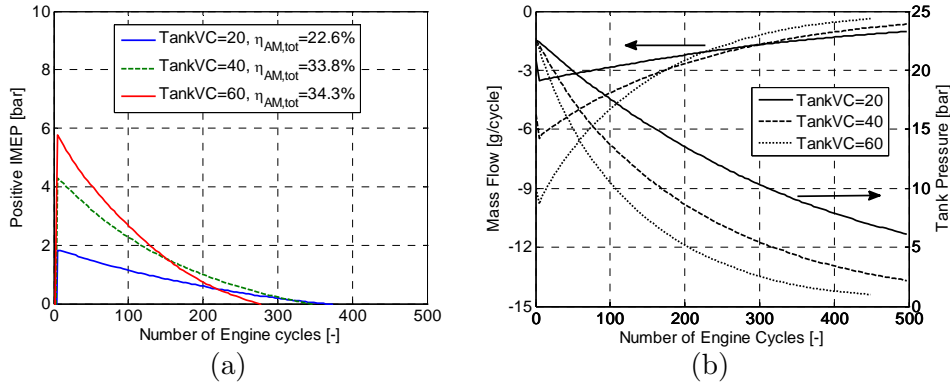 10
8
6
4
2
0
Positive IMEP [bar]
TankVC=20, η_AM,tot=22.6%
TankVC=40, η_AM,tot=33.8%
TankVC=60, η_AM,tot=34.3%
0 100 200 300 400 500
Number of Engine cycles [-]
(a)
0
-3
-6
-9
-12
-15
Mass Flow [g/cycle]
TankVC=20
TankVC=40
TankVC=60
25
20
15
10
5
0
Tank Pressure [bar]
0 100 200 300 400 500
Number of Engine Cycles [-]
(b)